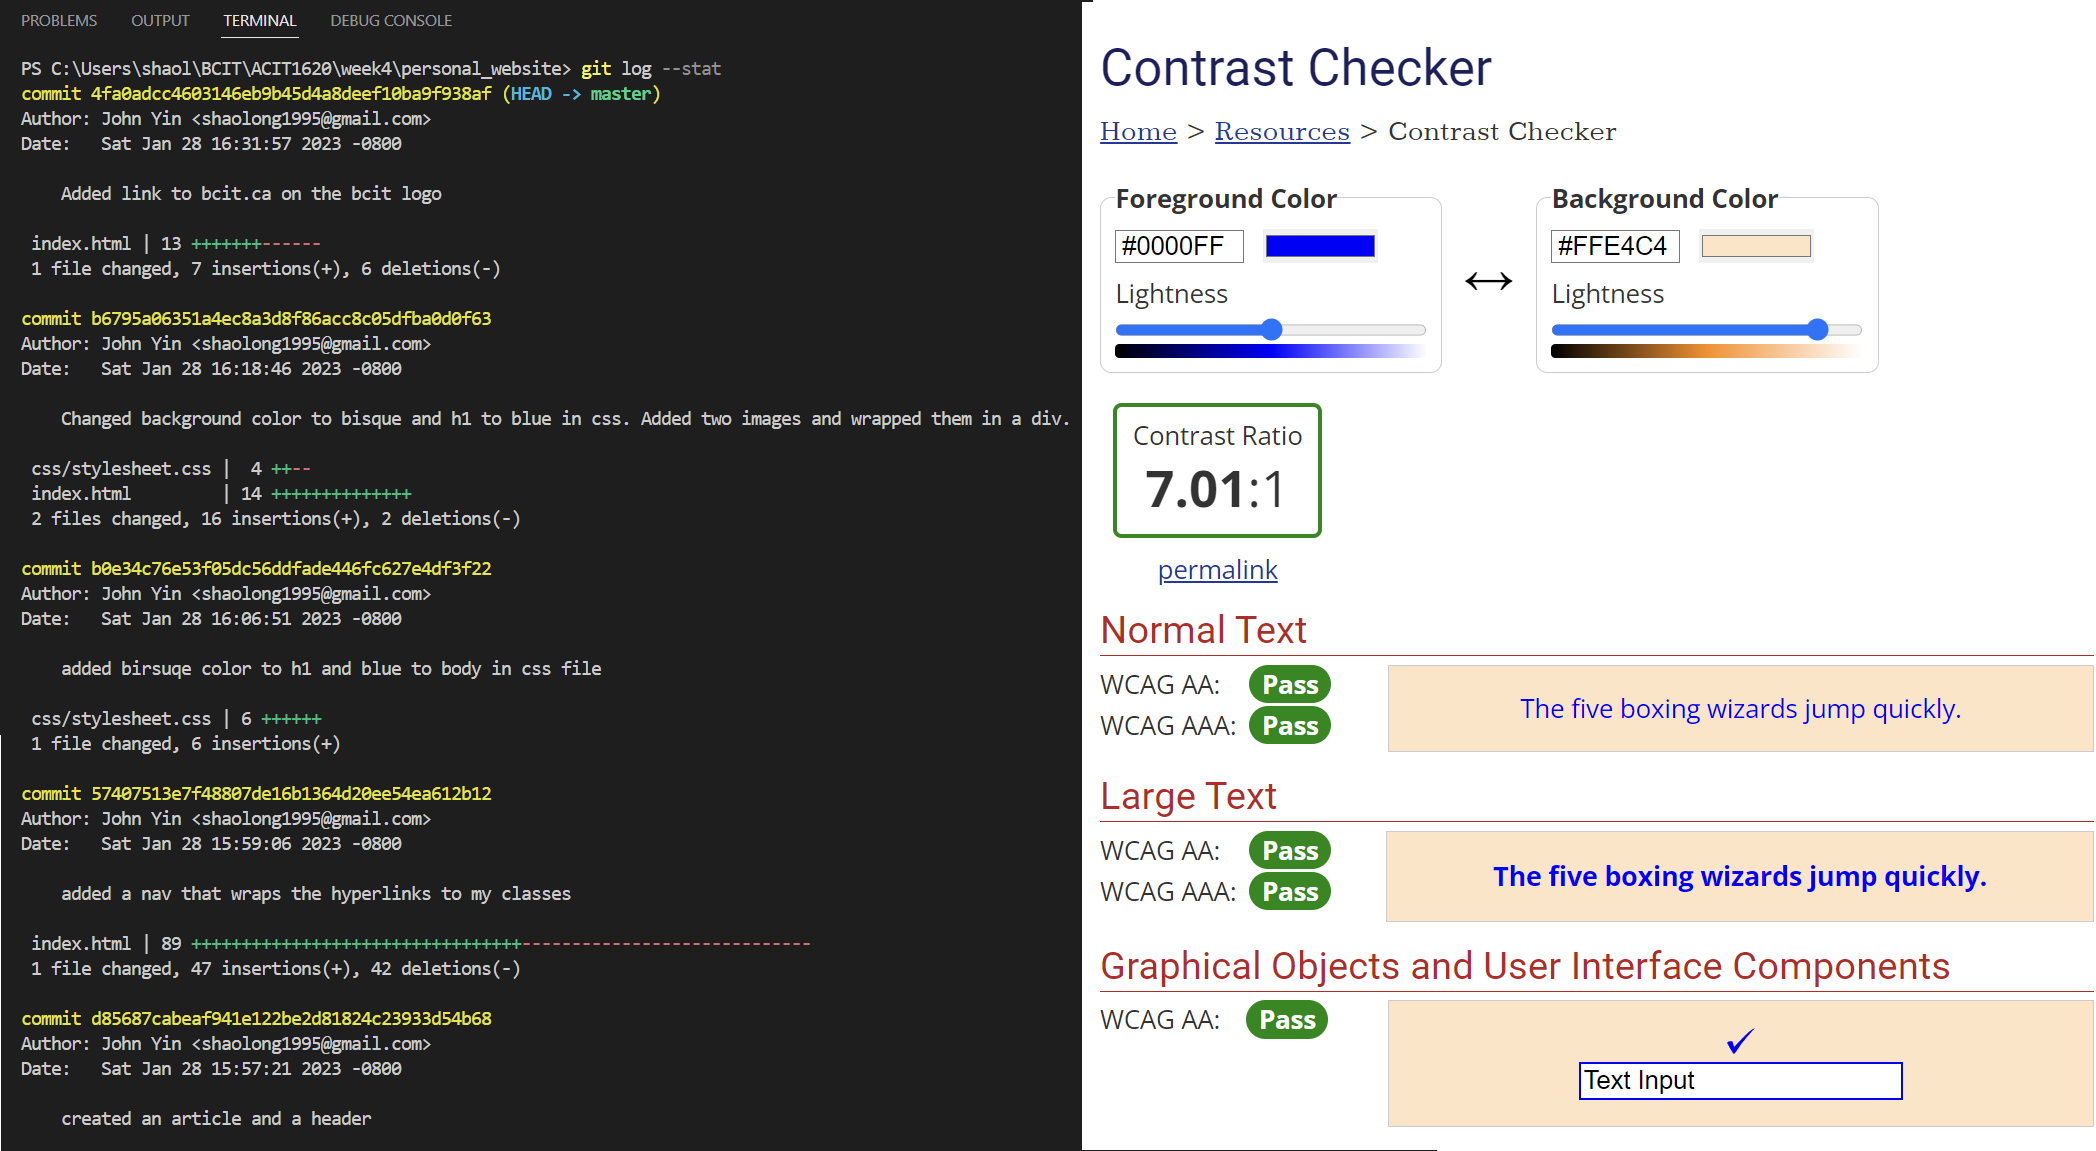 PROBLEMS OUTPUT TERMINAL DEBUG CONSOLE
PS C:\Users\shaol\BCIT\ACIT1620\week4\personal_website> git log --stat
commit 4fa0adcc4603146eb9b45d4a8deef10ba9f938af (HEAD -> master)
Author: John Yin <shaolong1995@gmail.com>
Date:   Sat Jan 28 16:31:57 2023 -0800
Added link to bcit.ca on the bcit logo
index.html | 13 +++++++------
1 file changed, 7 insertions(+), 6 deletions(-)
commit b6795a06351a4ec8a3d8f86acc8c05dfba0d0f63
Author: John Yin <shaolong1995@gmail.com>
Date:   Sat Jan 28 16:18:46 2023 -0800
Changed background color to bisque and h1 to blue in css. Added two images and wrapped them in a div.
css/stylesheet.css |  4 ++--
index.html         | 14 ++++++++++++++
2 files changed, 16 insertions(+), 2 deletions(-)
commit b0e34c76e53f05dc56ddfade446fc627e4df3f22
Author: John Yin <shaolong1995@gmail.com>
Date:   Sat Jan 28 16:06:51 2023 -0800
added birsuqe color to h1 and blue to body in css file
css/stylesheet.css | 6 ++++++
1 file changed, 6 insertions(+)
commit 57407513e7f48807de16b1364d20ee54ea612b12
Author: John Yin <shaolong1995@gmail.com>
Date:   Sat Jan 28 15:59:06 2023 -0800
added a nav that wraps the hyperlinks to my classes
index.html | 89 +++++++++++++++++++++++++++++++++-----------------------------
1 file changed, 47 insertions(+), 42 deletions(-)
commit d85687cabeaf941e122be2d81824c23933d54b68
Author: John Yin <shaolong1995@gmail.com>
Date:   Sat Jan 28 15:57:21 2023 -0800
created an article and a header
Contrast Checker
Home > Resources > Contrast Checker
Foreground Color
#0000FF
Lightness
↔
Background Color
#FFE4C4
Lightness
Contrast Ratio
7.01:1
permalink
Normal Text
WCAG AA: Pass
WCAG AAA: Pass
The five boxing wizards jump quickly.
Large Text
WCAG AA: Pass
WCAG AAA: Pass
The five boxing wizards jump quickly.
Graphical Objects and User Interface Components
WCAG AA: Pass
✓
Text Input